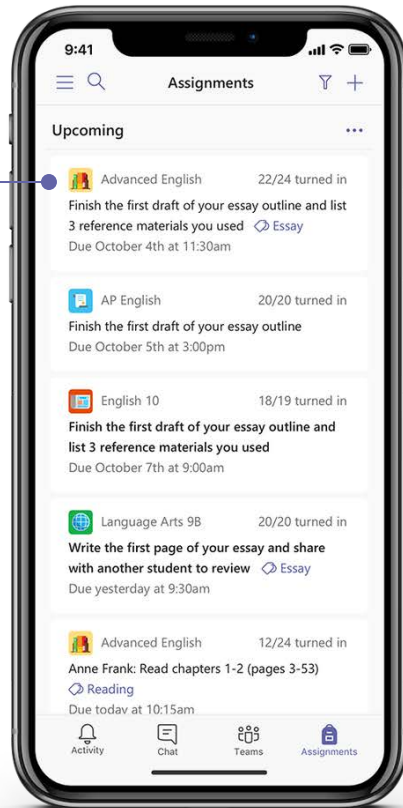 9:41
Assignments
Upcoming
Advanced English 22/24 turned in
Finish the first draft of your essay outline and list
3 reference materials you used Essay
Due October 4th at 11:30am
AP English 20/20 turned in
Finish the first draft of your essay outline
Due October 5th at 3:00pm
English 10 18/19 turned in
Finish the first draft of your essay outline and
list 3 reference materials you used
Due October 7th at 9:00am
Language Arts 9B 20/20 turned in
Write the first page of your essay and share
with another student to review Essay
Due yesterday at 9:30am
Advanced English 12/24 turned in
Anne Frank: Read chapters 1-2 (pages 3-53)
Reading
Due today at 10:15am
Activity Chat Teams Assignments